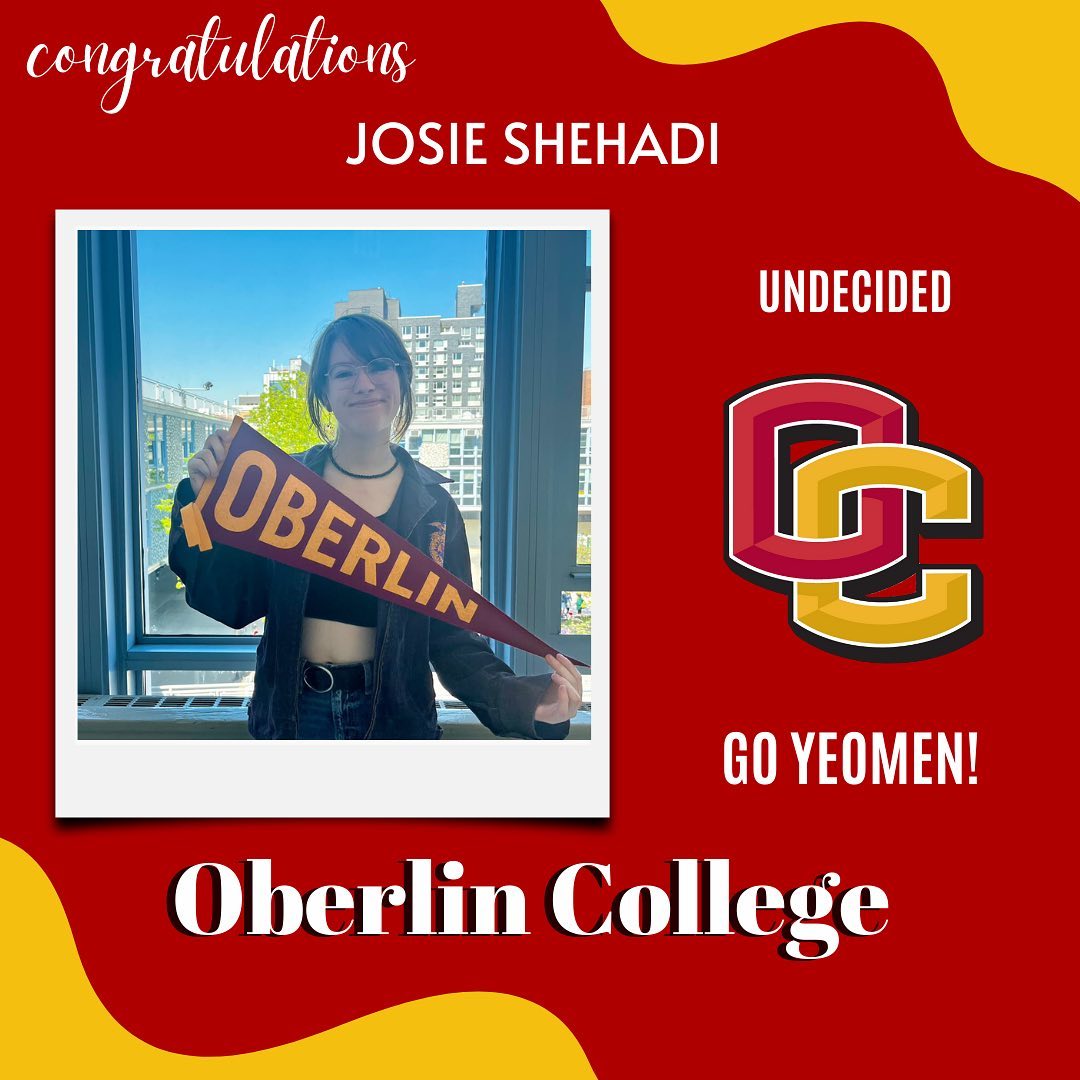 congratulations
JOSIE SHEHADI
UNDECIDED
OBERLIN
OC
GO YEOMEN!
Oberlin College